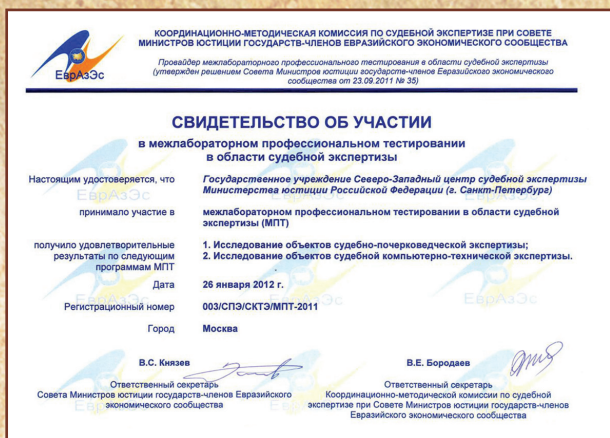 КООРДИНАЦИОННО-МЕТОДИЧЕСКАЯ КОМИССИЯ ПО СУДЕБНОЙ ЭКСПЕРТИЗЕ ПРИ СОВЕТЕ
МИНИСТРОВ ЮСТИЦИИ ГОСУДАРСТВ-ЧЛЕНОВ ЕВРАЗИЙСКОГО ЭКОНОМИЧЕСКОГО СООБЩЕСТВА
ЕврАзЭс
Провайдер межлабораторного профессионального тестирования в области судебной экспертизы
(утвержден решением Совета Министров юстиции государств-членов Евразийского экономического
сообщества от 23.09.2011 № 35)
СВИДЕТЕЛЬСТВО ОБ УЧАСТИИ
в межлабораторном профессиональном тестировании
в области судебной экспертизы
Настоящим удостоверяется, что Государственное учреждение Северо-Западный центр судебной экспертизы
Министерства юстиции Российской Федерации (г. Санкт-Петербург)
принимало участие в межлабораторном профессиональном тестировании в области судебной
экспертизы (МПТ)
получило удовлетворительные 1. Исследование объектов судебно-почерковедческой экспертизы;
результаты по следующим 2. Исследование объектов судебной компьютерно-технической экспертизы.
программам МПТ
Дата 26 января 2012 г.
Регистрационный номер 003/СПЭ/СКТЭ/МПТ-2011
Город Москва
В.С. Князев В.Е. Бородаев
Ответственный секретарь Ответственный секретарь
Совета Министров юстиции государств-членов Евразийского Координационно-методической комиссии по судебной
экономического сообщества экспертизе при Совете Министров юстиции государств-членов
Евразийского экономического сообщества